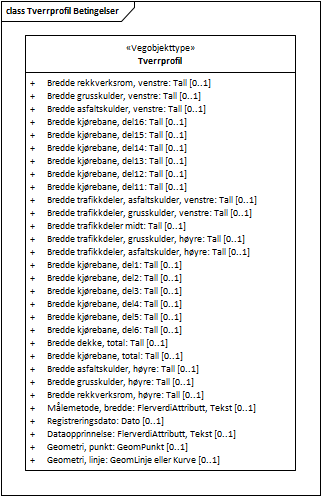 class Tverrprofil Betingelser
«Vegobjekttype»
Tverrprofil
+ Bredde rekkverksrom, venstre: Tall [0..1]
+ Bredde grusskulder, venstre: Tall [0..1]
+ Bredde asfaltskulder, venstre: Tall [0..1]
+ Bredde kjørebane, del16: Tall [0..1]
+ Bredde kjørebane, del15: Tall [0..1]
+ Bredde kjørebane, del14: Tall [0..1]
+ Bredde kjørebane, del13: Tall [0..1]
+ Bredde kjørebane, del12: Tall [0..1]
+ Bredde kjørebane, del11: Tall [0..1]
+ Bredde trafikkdeler, asfaltskulder, venstre: Tall [0..1]
+ Bredde trafikkdeler, grusskulder, venstre: Tall [0..1]
+ Bredde trafikkdeler midt: Tall [0..1]
+ Bredde trafikkdeler, grusskulder, høyre: Tall [0..1]
+ Bredde trafikkdeler, asfaltskulder, høyre: Tall [0..1]
+ Bredde kjørebane, del1: Tall [0..1]
+ Bredde kjørebane, del2: Tall [0..1]
+ Bredde kjørebane, del3: Tall [0..1]
+ Bredde kjørebane, del4: Tall [0..1]
+ Bredde kjørebane, del5: Tall [0..1]
+ Bredde kjørebane, del6: Tall [0..1]
+ Bredde dekke, total: Tall [0..1]
+ Bredde kjørebane, total: Tall [0..1]
+ Bredde asfaltskulder, høyre: Tall [0..1]
+ Bredde grusskulder, høyre: Tall [0..1]
+ Bredde rekkverksrom, høyre: Tall [0..1]
+ Målemetode, bredde: FlerverdiAttributt, Tekst [0..1]
+ Registreringsdato: Dato [0..1]
+ Dataopprinnelse: FlerverdiAttributt, Tekst [0..1]
+ Geometri, punkt: GeomPunkt [0..1]
+ Geometri, linje: GeomLinje eller Kurve [0..1]